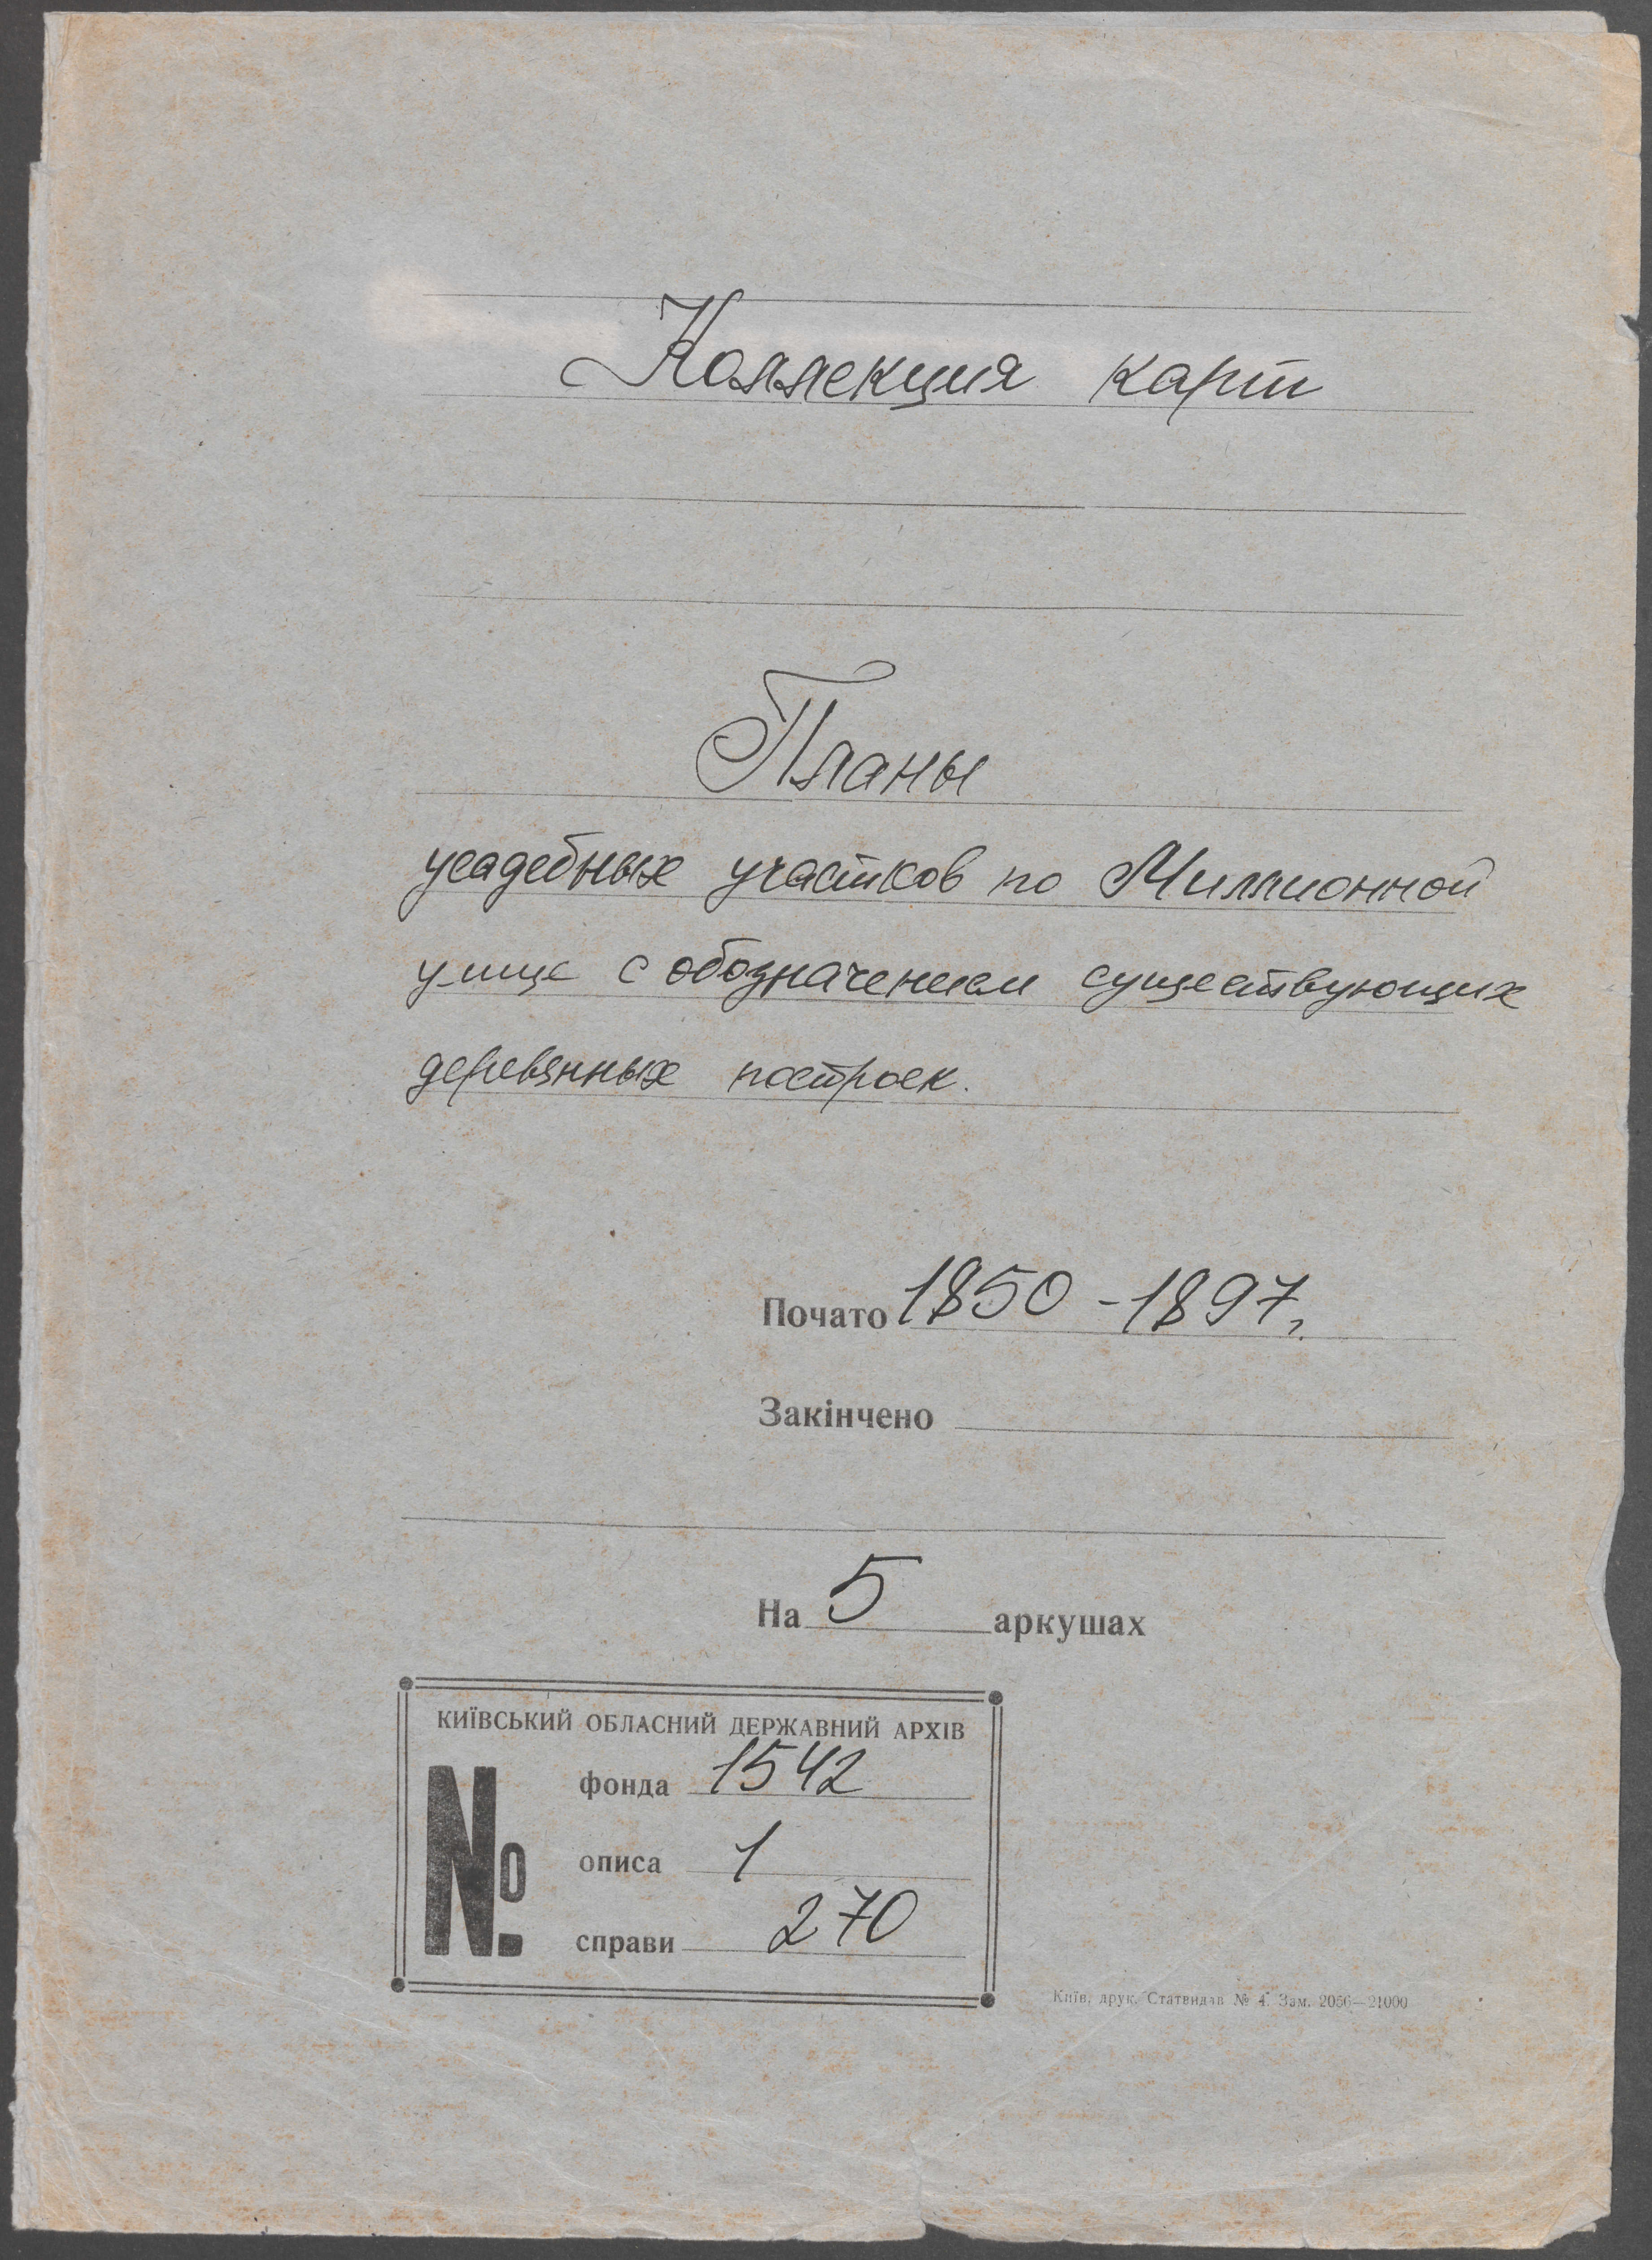 Коллекция карт
Планы
усадебных участков по Миллионной
улице с обозначением существующих
деревянных построек.
Почато 1850 - 1897,
Закінчено
На 5 аркушах
КИЇВСЬКИЙ ОБЛАСНИЙ ДЕРЖАВНИЙ АРХІВ
№
фонда 1542
описа 1
справи 270
Київ, друк. Статвидав № 4. Зам. 2056—21000